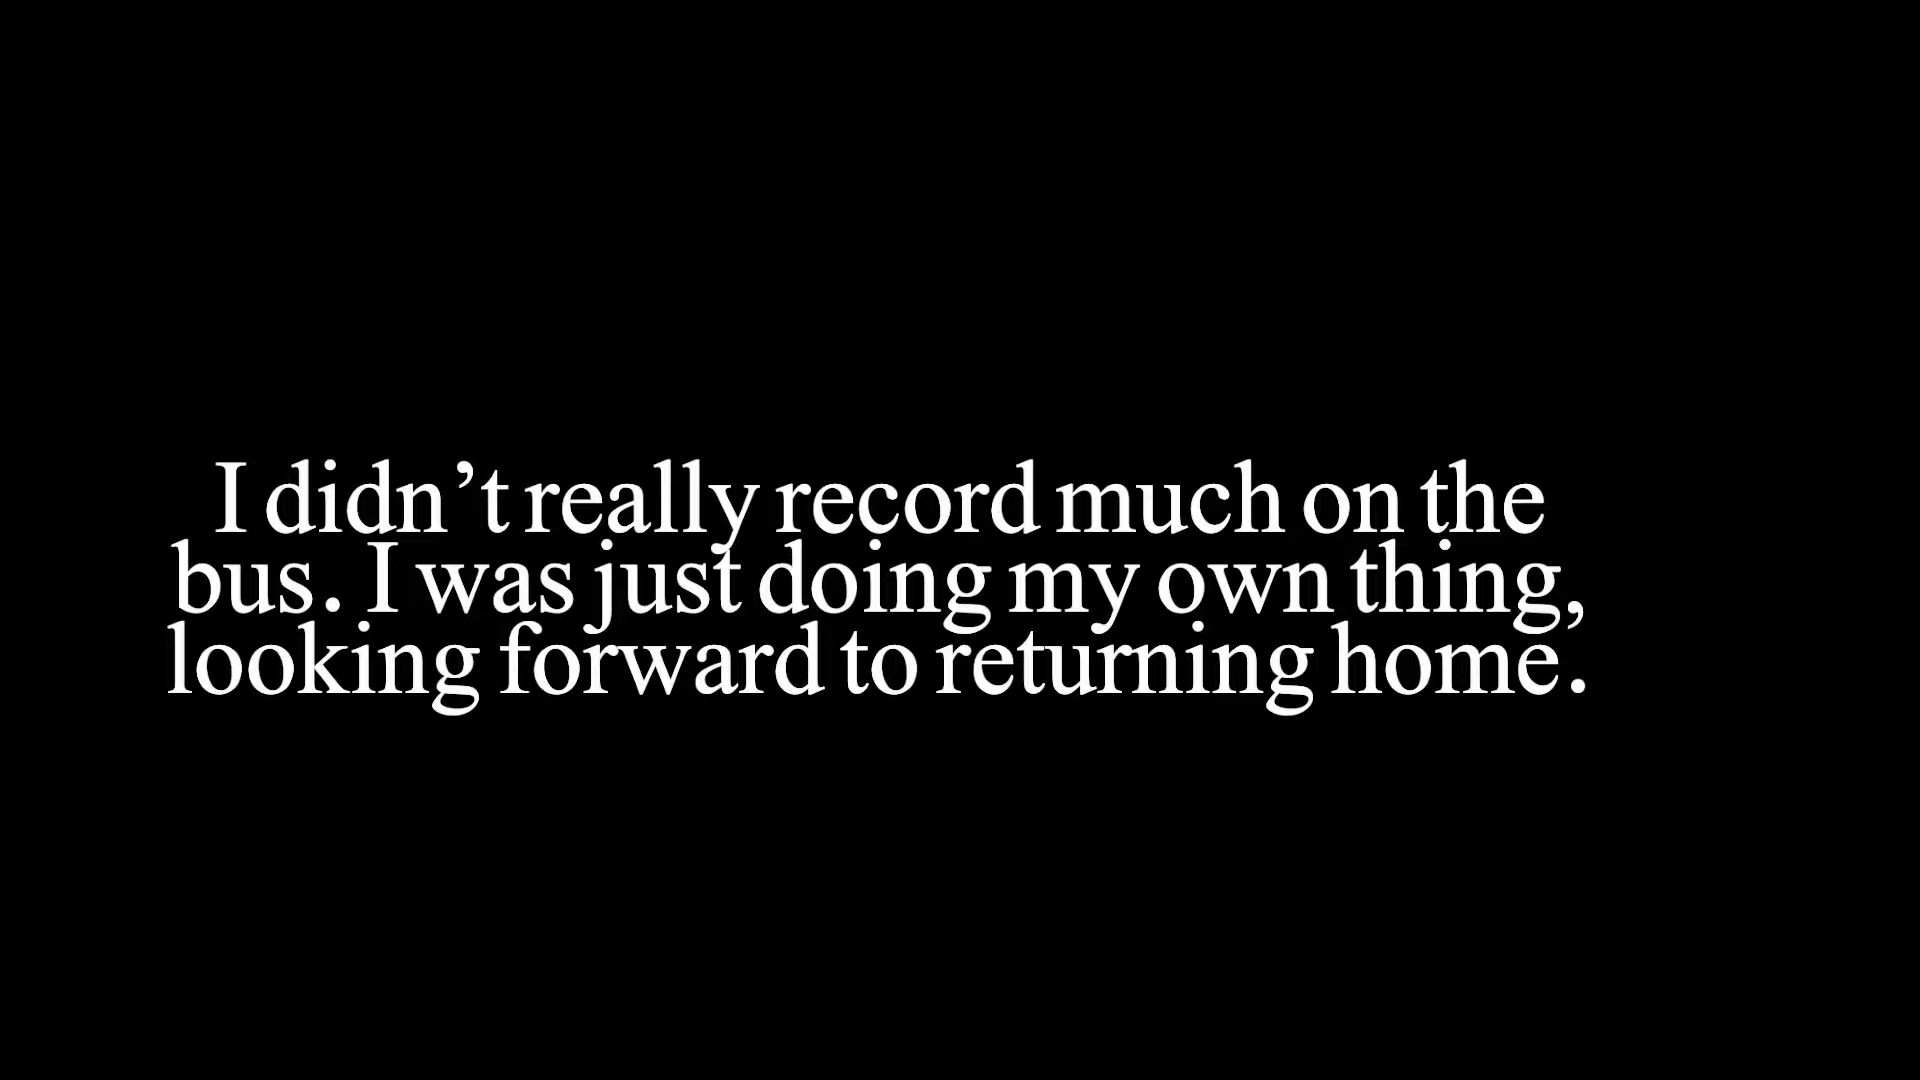 I didn’t really record much on the
bus. I was just doing my own thing,
looking forward to returning home.